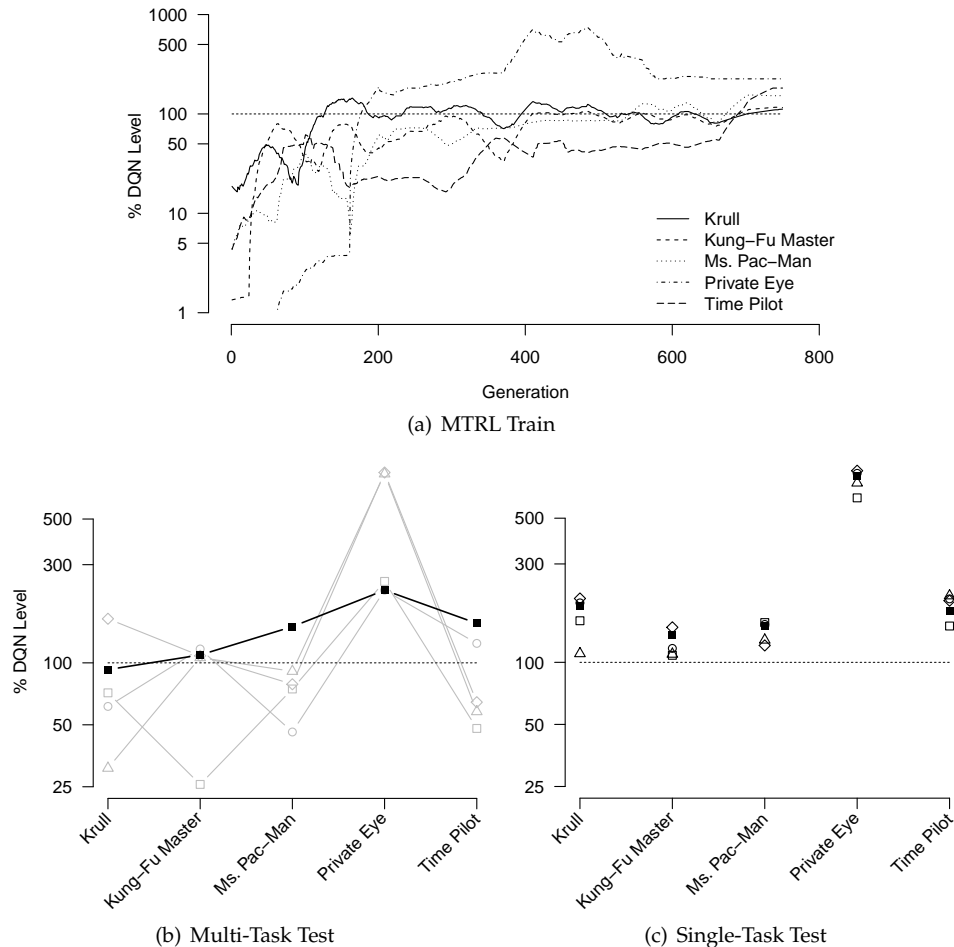 1000
500
100
50
10
5
1
% DQN Level
Krull
Kung−Fu Master
Ms. Pac−Man
Private Eye
Time Pilot
0 200 400 600 800
Generation
(a) MTRL Train
500
300
100
50
25
% DQN Level
Krull
Kung−Fu Master
Ms. Pac−Man
Private Eye
Time Pilot
(b) Multi-Task Test
500
300
100
50
25
Krull
Kung−Fu Master
Ms. Pac−Man
Private Eye
Time Pilot
(c) Single-Task Test